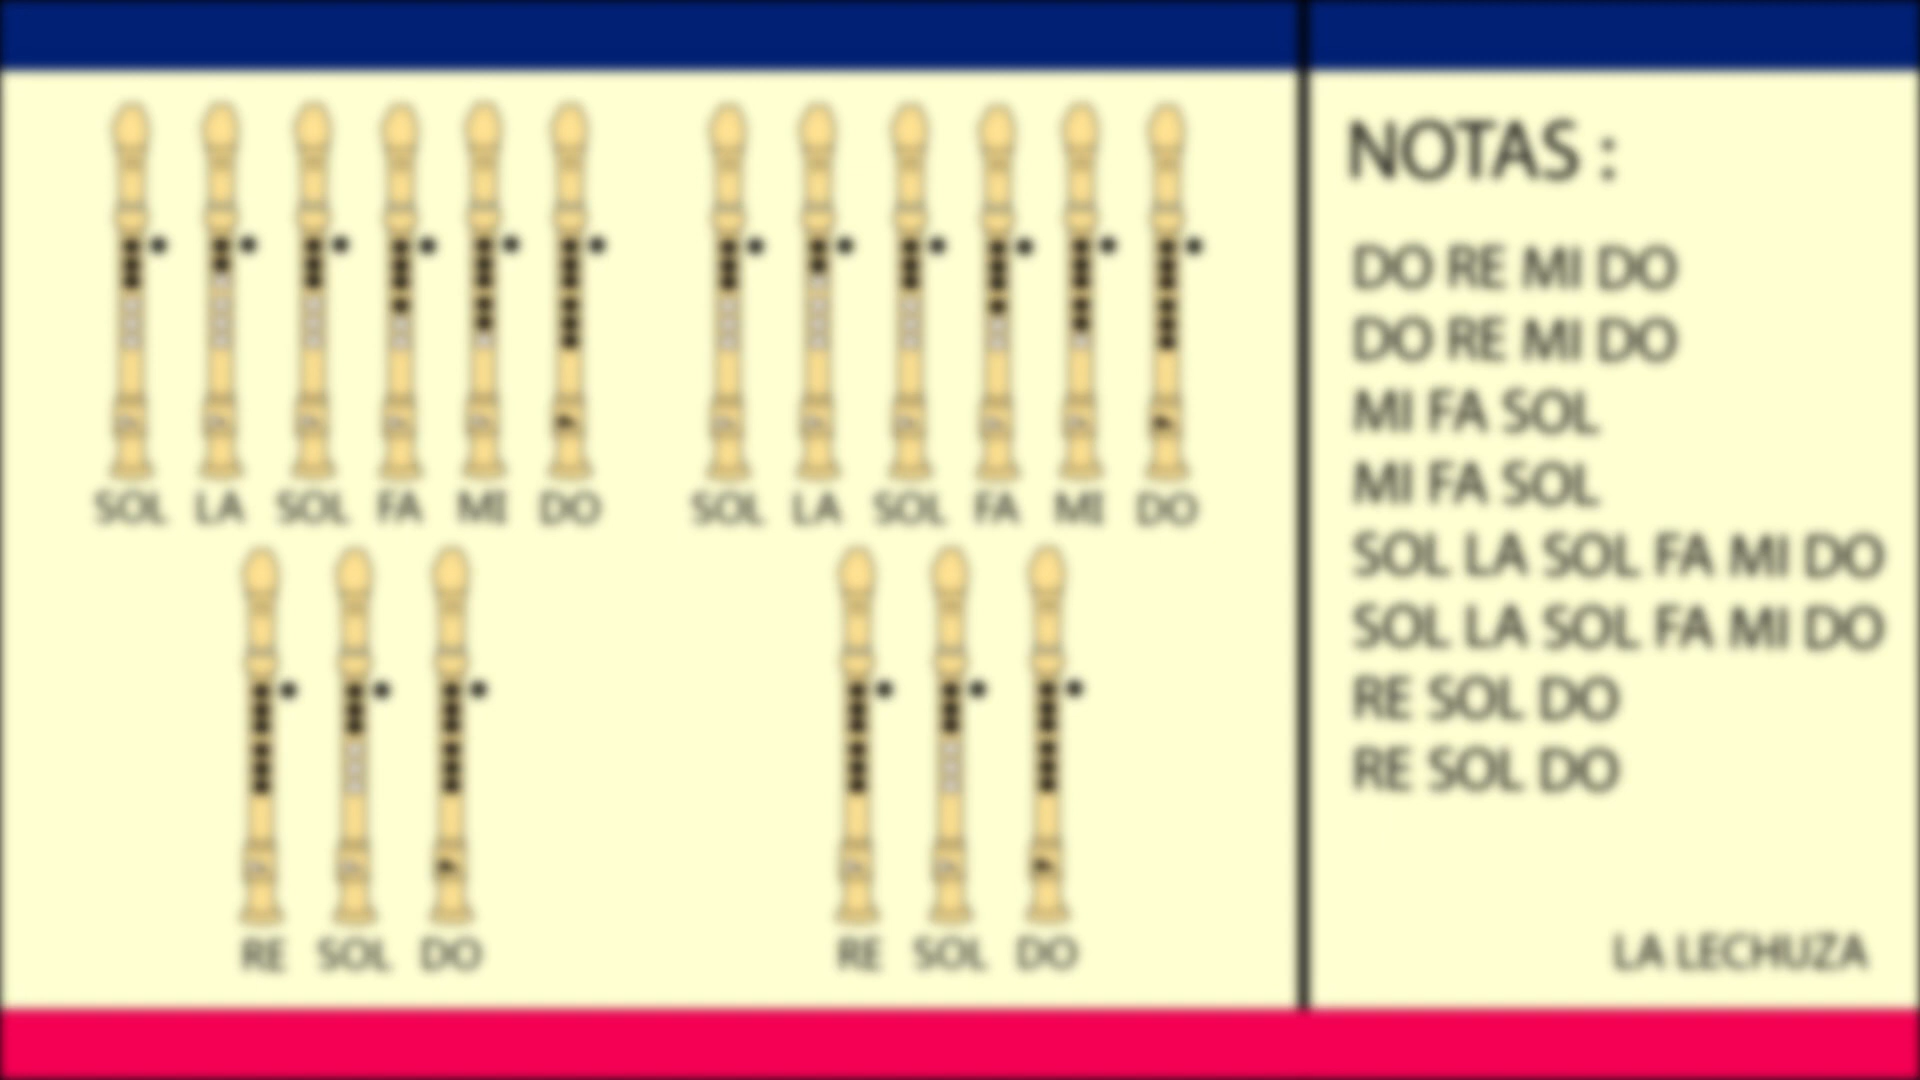 SOL LA SOL FA MI DO SOL LA SOL FA MI DO
RE SOL DO RE SOL DO
NOTAS :
DO RE MI DO
DO RE MI DO
MI FA SOL
MI FA SOL
SOL LA SOL FA MI DO
SOL LA SOL FA MI DO
RE SOL DO
RE SOL DO
LA LECHUZA